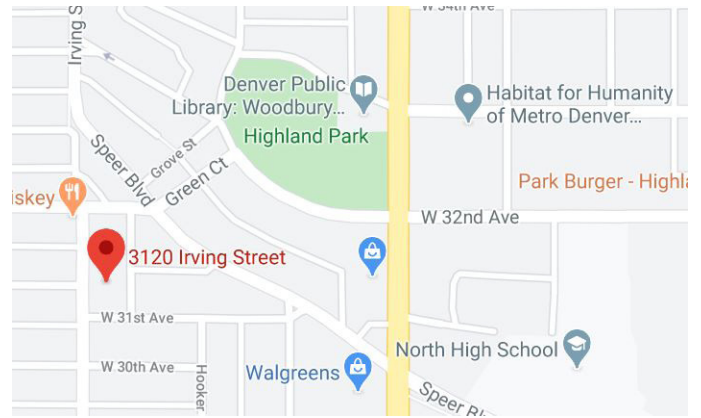 W 34th Ave
Irving S
Denver Public
Library: Woodbury...
Habitat for Humanity
of Metro Denver...
Highland Park
Speer Blvd
Grove St
Green Ct
Park Burger - Highla
iskey
W 32nd Ave
3120 Irving Street
W 31st Ave
North High School
W 30th Ave
Hooker
Walgreens
Speer Bl